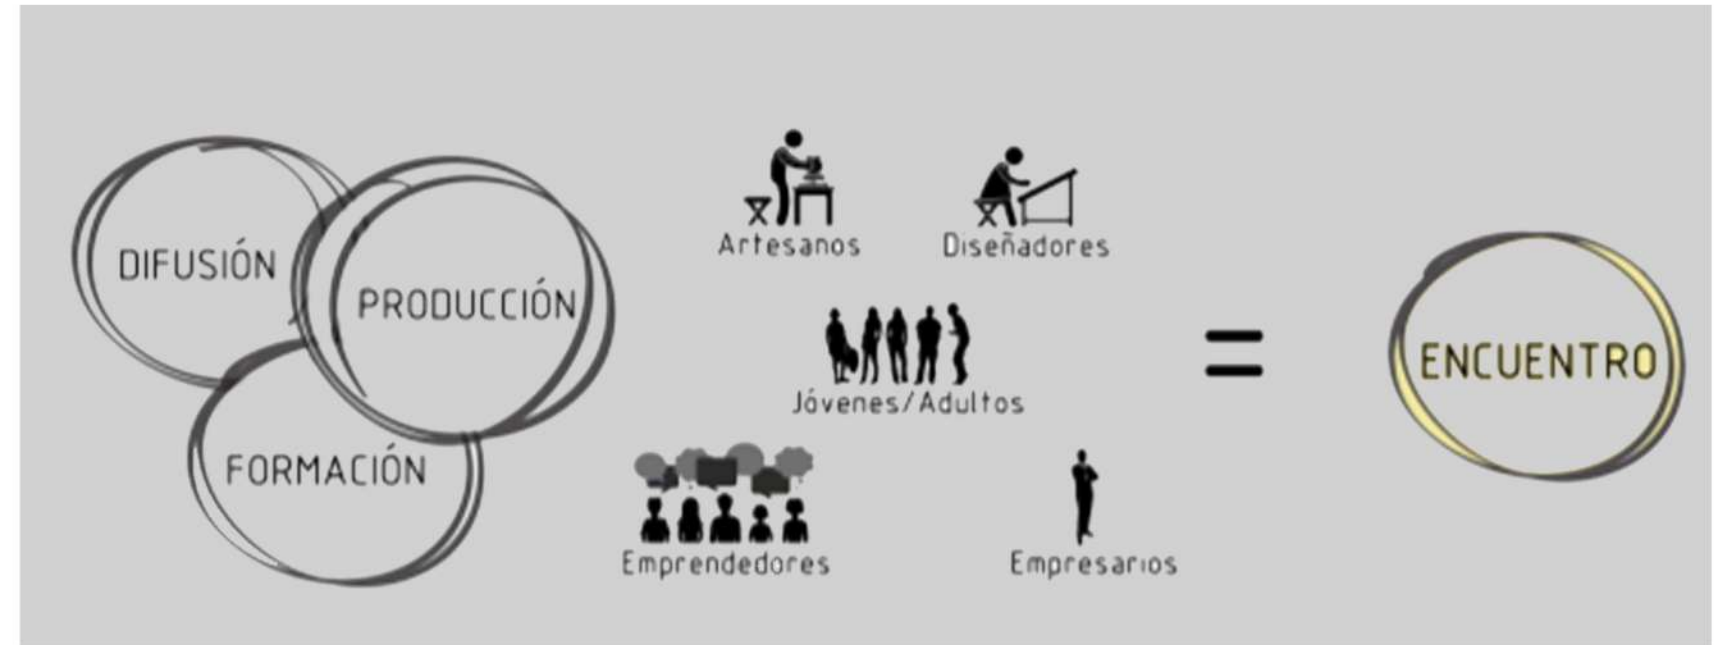 DIFUSIÓN
PRODUCCIÓN
FORMACIÓN
Artesanos
Diseñadores
Jóvenes/Adultos
Emprendedores
Empresarios
=
ENCUENTRO